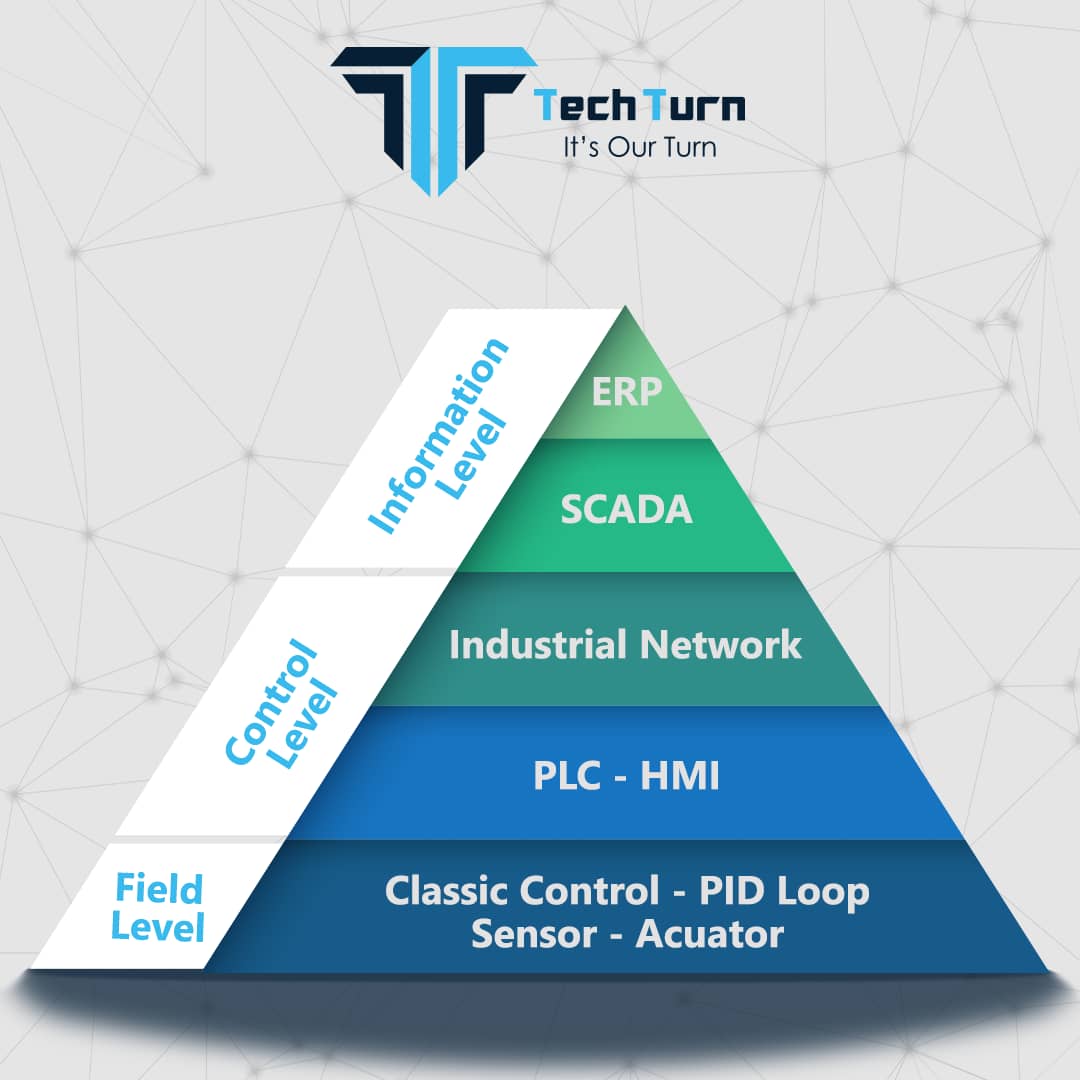 Tech Turn
It's Our Turn
Information
Level
ERP
SCADA
Control
Level
Industrial Network
PLC - HMI
Field
Level
Classic Control - PID Loop
Sensor - Acuator